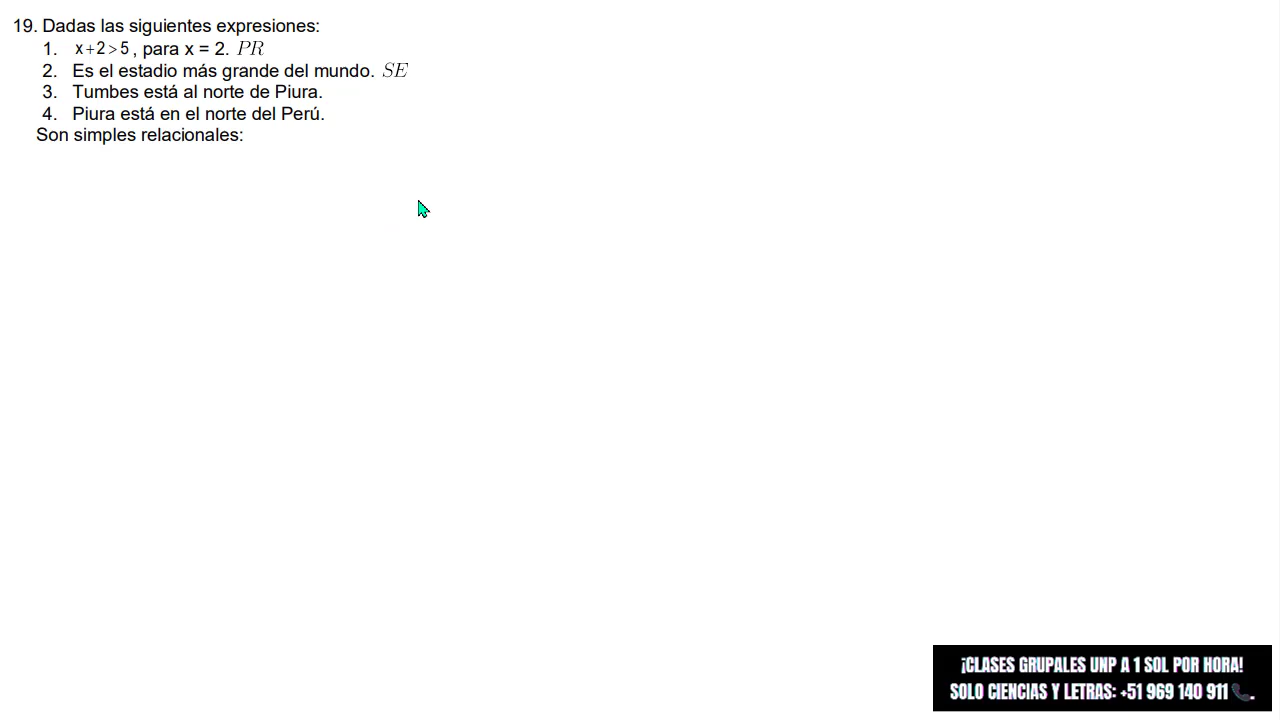 19. Dadas las siguientes expresiones:
1. x+2>5, para x = 2. PR
2. Es el estadio más grande del mundo. SE
3. Tumbes está al norte de Piura.
4. Piura está en el norte del Perú.
Son simples relacionales:
¡CLASES GRUPALES UNP A 1 SOL POR HORA!
SOLO CIENCIAS Y LETRAS: +51 969 140 911 📞.